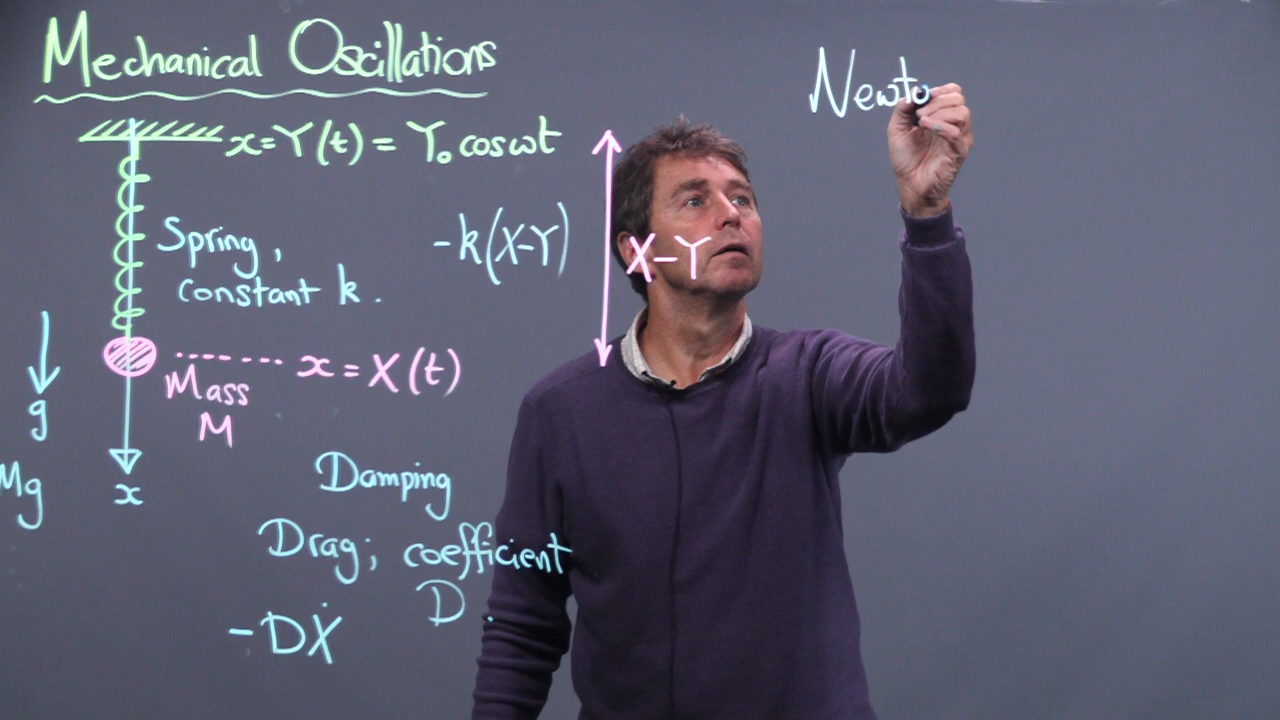 Mechanical Oscillations
x=Y(t) = Y₀ cos ωt
Spring,
constant k.
-k(X-Y)
X-Y
g
Mass
M
x = X(t)
Mg
x
Damping
Drag; coefficient
D.
-DẊ
Newto